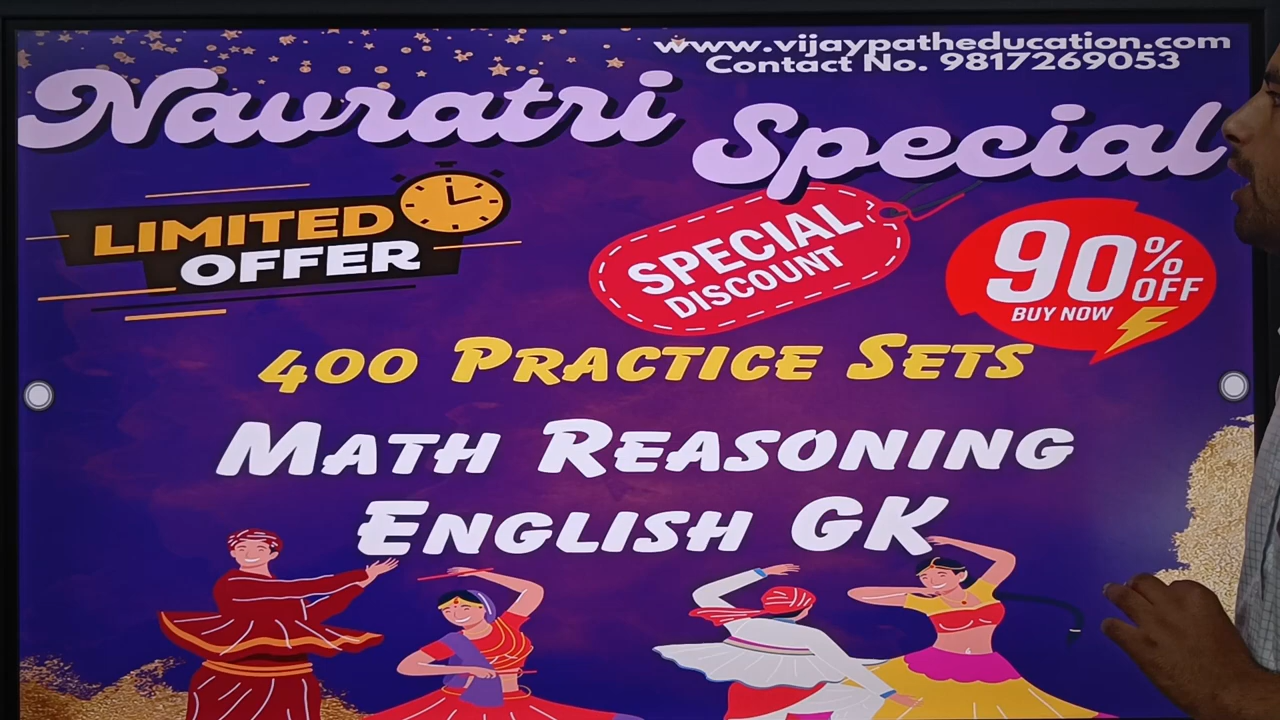 www.vijaypatheducation.com
Contact No. 9817269053
Navratri Special
LIMITED
OFFER
SPECIAL
DISCOUNT
90%
OFF
BUY NOW
400 PRACTICE SETS
MATH REASONING
ENGLISH GK